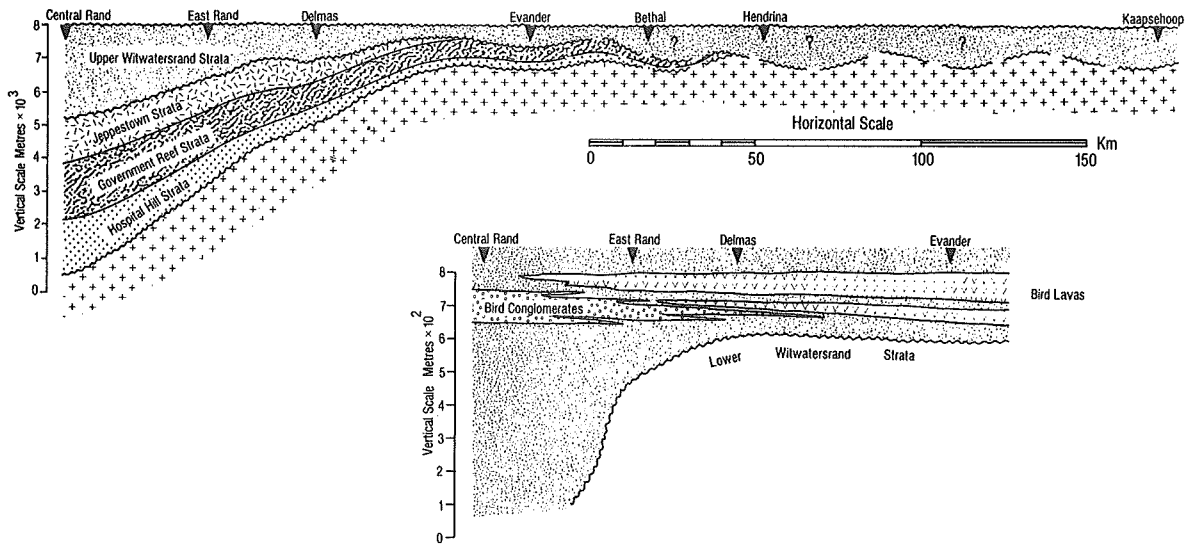 Central Rand East Rand Delmas Evander Bethal Hendrina Kaapsehoop
8
7
6
5
4
3
2
1
0
Vertical Scale Metres × 10³
Upper Witwatersrand Strata
Jeppestown Strata
Government Reef Strata
Hospital Hill Strata
? ? ?
Horizontal Scale
Km
0 50 100 150
Central Rand East Rand Delmas Evander
8
7
6
5
4
3
2
1
0
Vertical Scale Metres × 10²
Bird Lavas
Bird Conglomerates
Lower Witwatersrand Strata